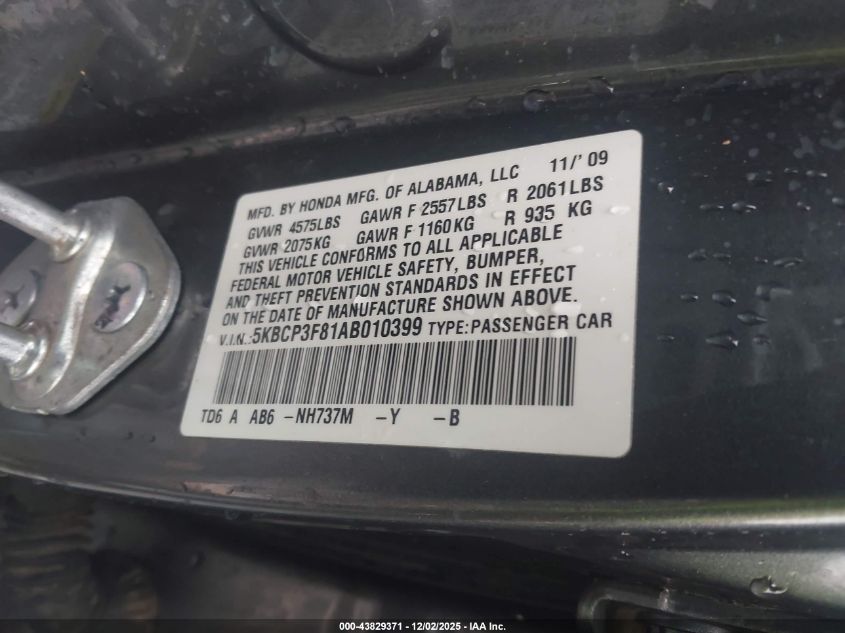 MFD. BY HONDA MFG. OF ALABAMA, LLC 11/'09
GVWR 4575LBS GAWR F 2557LBS R 2061LBS
GVWR 2075KG GAWR F 1160KG R 935 KG
THIS VEHICLE CONFORMS TO ALL APPLICABLE
FEDERAL MOTOR VEHICLE SAFETY, BUMPER,
AND THEFT PREVENTION STANDARDS IN EFFECT
ON THE DATE OF MANUFACTURE SHOWN ABOVE.
V.I.N.:5KBCP3F81AB010399 TYPE:PASSENGER CAR
TD6 A AB6 -NH737M -Y -B
000-43829371 - 12/02/2025 - IAA Inc.